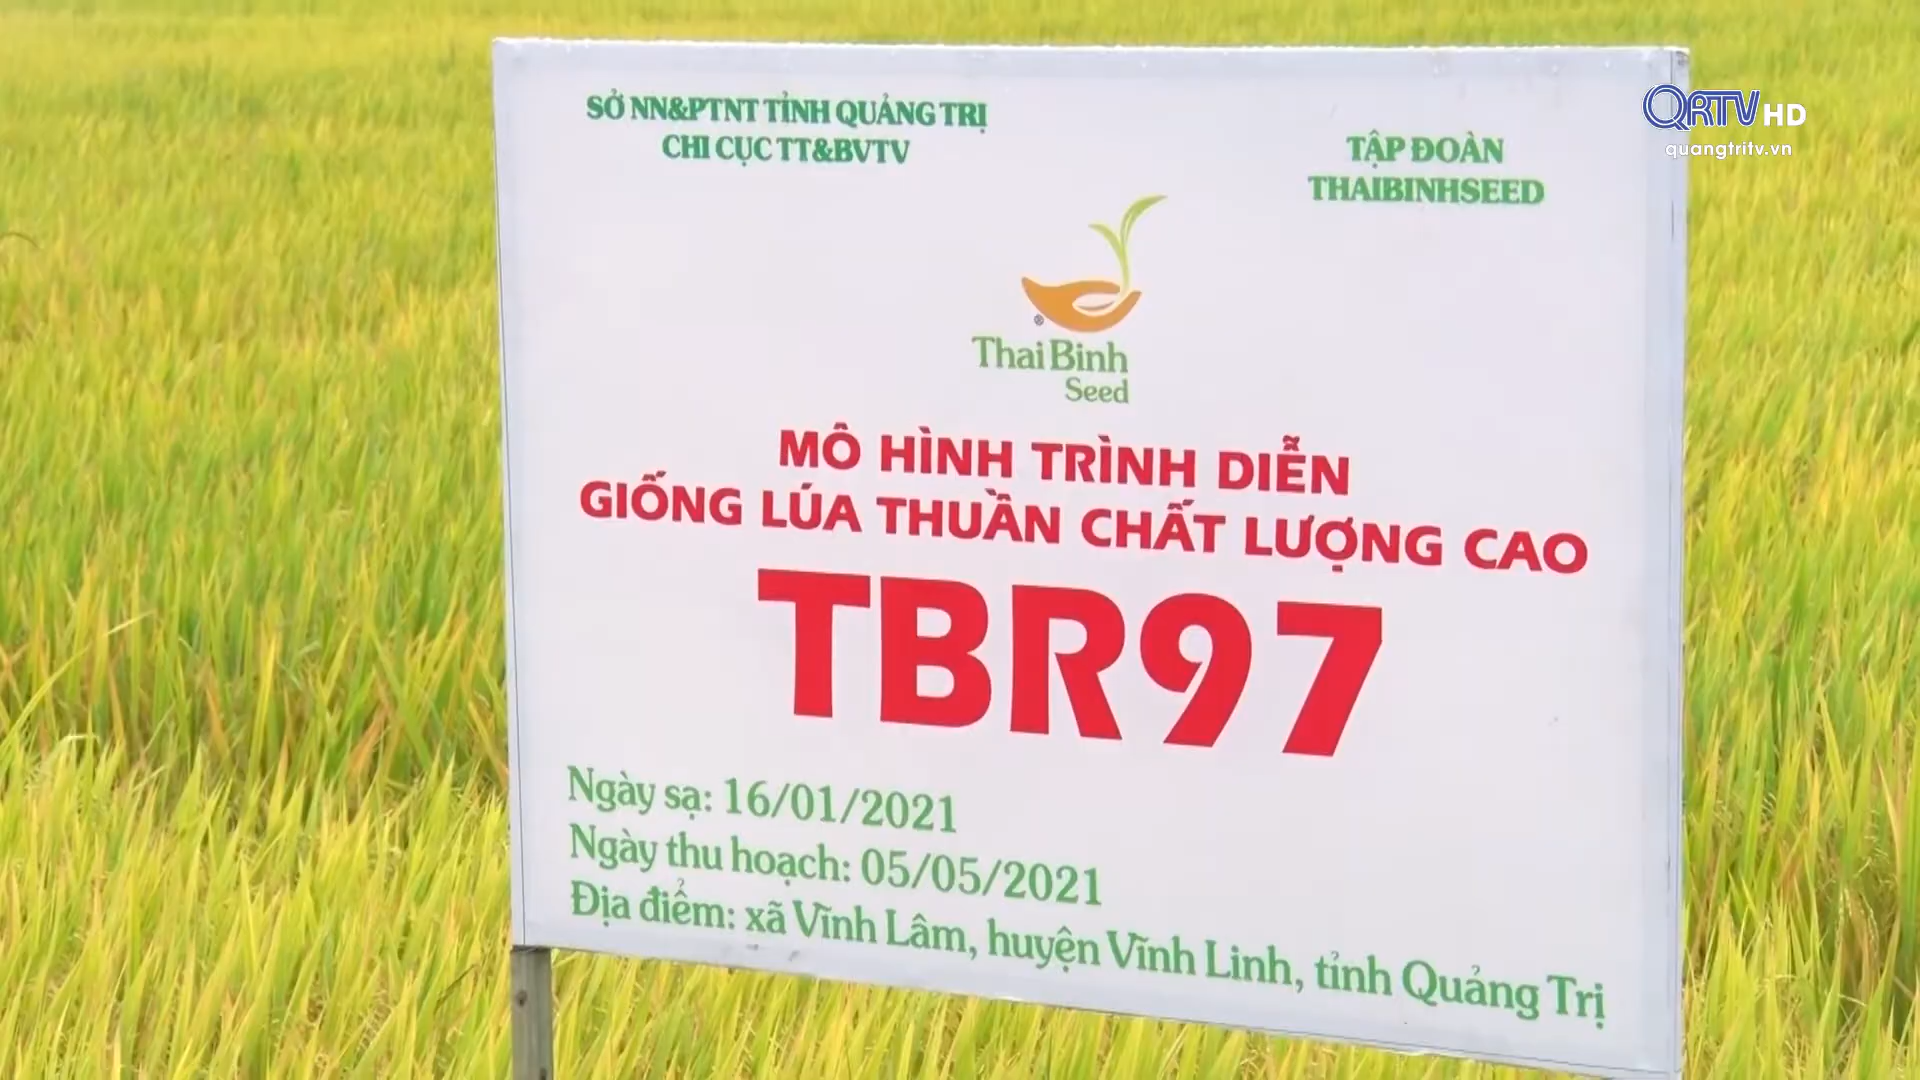 SỞ NN&PTNT TỈNH QUẢNG TRỊ
CHI CỤC TT&BVTV
TẬP ĐOÀN
THAIBINHSEED
QRTV HD
quangtritv.vn
®
Thai Binh
Seed
MÔ HÌNH TRÌNH DIỄN
GIỐNG LÚA THUẦN CHẤT LƯỢNG CAO
TBR97
Ngày sạ: 16/01/2021
Ngày thu hoạch: 05/05/2021
Địa điểm: xã Vĩnh Lâm, huyện Vĩnh Linh, tỉnh Quảng Trị